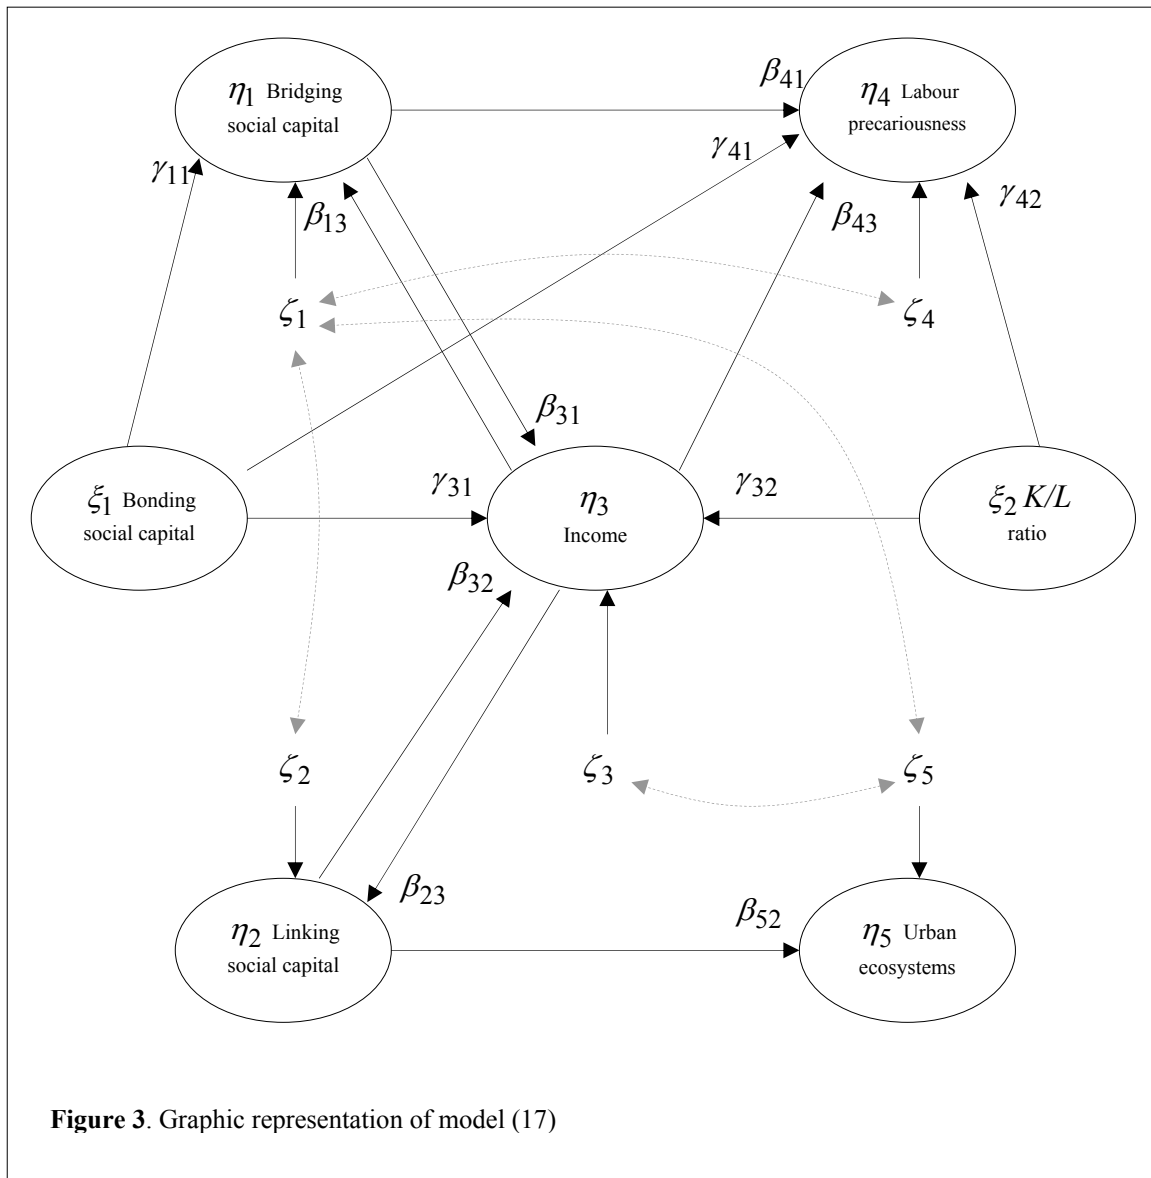 η1 Bridging
social capital
β41
η4 Labour
precariousness
γ11
γ41
β13
β43
γ42
ζ1
ζ4
β31
ξ1 Bonding
social capital
γ31
η3
Income
γ32
ξ2 K/L
ratio
β32
ζ2
ζ3
ζ5
β23
β52
η2 Linking
social capital
η5 Urban
ecosystems
Figure 3. Graphic representation of model (17)